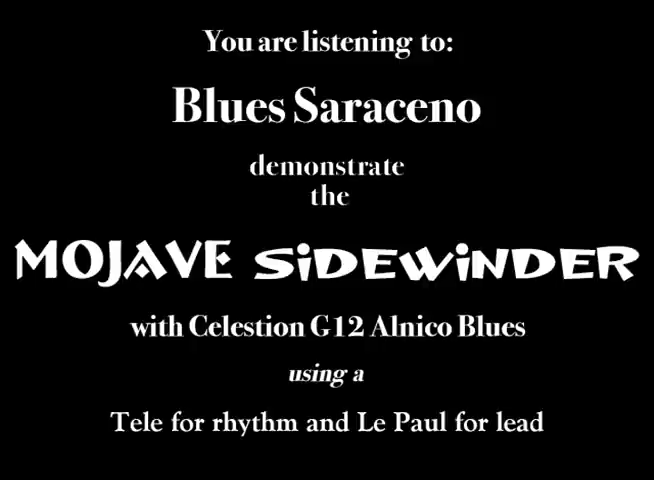 You are listening to:
Blues Saraceno
demonstrate
the
MOJAVE SiDEWiNDER
with Celestion G12 Alnico Blues
using a
Tele for rhythm and Le Paul for lead